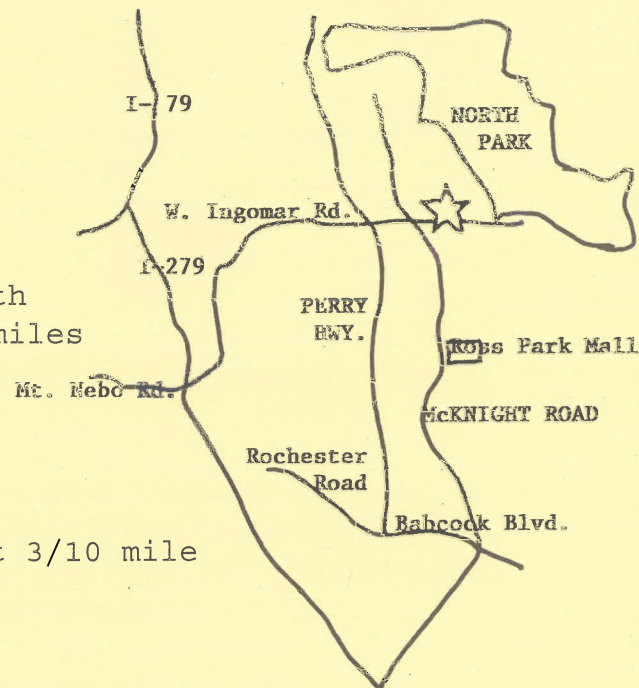 I-79
NORTH
PARK
W. Ingomar Rd.
I-279
th
miles
PERRY
HWY.
Ross Park Mall
Mt. Nebo Rd.
McKNIGHT ROAD
Rochester
Road
Babcock Blvd.
t 3/10 mile